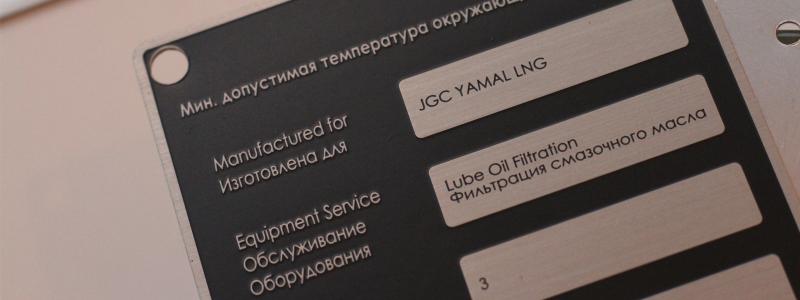 Мин. допустимая температура окружающ
JGC YAMAL LNG
Manufactured for
Изготовлена для
Lube Oil Filtration
Фильтрация смазочного масла
Equipment Service
Обслуживание
Оборудования
3